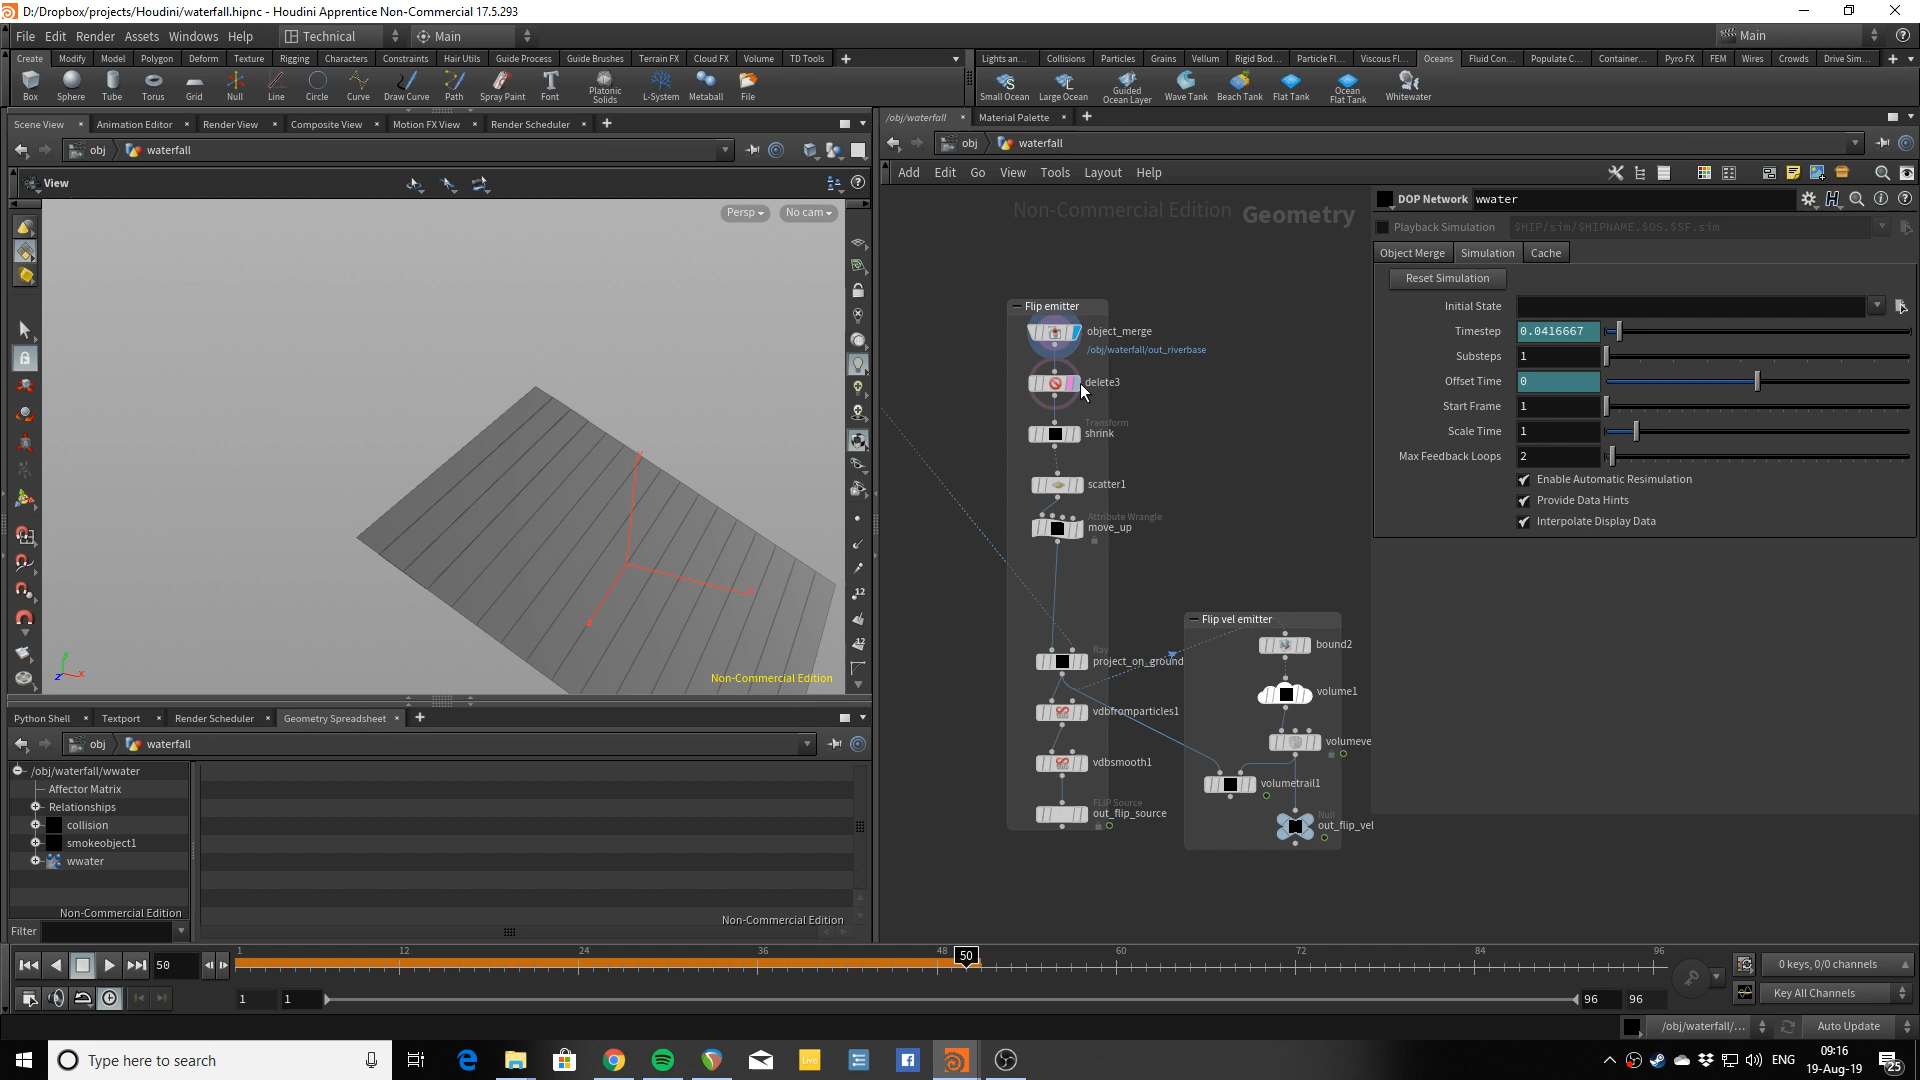 D:/Dropbox/projects/Houdini/waterfall.hipnc - Houdini Apprentice Non-Commercial 17.5.293
File Edit Render Assets Windows Help Technical Main Main
Create Modify Model Polygon Deform Texture Rigging Characters Constraints Hair Utils Guide Process Guide Brushes Terrain FX Cloud FX Volume TD Tools
Lights an... Collisions Particles Grains Vellum Rigid Bod... Particle Fl... Viscous Fl... Oceans Fluid Con... Populate C... Container... Pyro FX FEM Wires Crowds Drive Sim...
Box Sphere Tube Torus Grid Null Line Circle Curve Draw Curve Path Spray Paint Font Platonic Solids L-System Metaball File
Small Ocean Large Ocean Guided Ocean Layer Wave Tank Beach Tank Flat Tank Ocean Flat Tank Whitewater
Scene View Animation Editor Render View Composite View Motion FX View Render Scheduler
/obj/waterfall Material Palette
obj waterfall
obj waterfall
View
Add Edit Go View Tools Layout Help
Persp No cam
Non-Commercial Edition
Geometry
DOP Network wwater
Playback Simulation $HIP/sim/$HIPNAME.$OS.$SF.sim
Object Merge Simulation Cache
Reset Simulation
Initial State
Timestep 0.0416667
Substeps 1
Offset Time 0
Start Frame 1
Scale Time 1
Max Feedback Loops 2
Enable Automatic Resimulation
Provide Data Hints
Interpolate Display Data
Flip emitter
object_merge
/obj/waterfall/out_riverbase
delete3
Transform
shrink
scatter1
Attribute Wrangle
move_up
Ray
project_on_ground
vdbfromparticles1
vdbsmooth1
FLIP Source
out_flip_source
Flip vel emitter
bound2
volume1
volumeve
volumetrail1
Null
out_flip_vel
Non-Commercial Edition
12
12
Python Shell Textport Render Scheduler Geometry Spreadsheet
obj waterfall
/obj/waterfall/wwater
Affector Matrix
Relationships
collision
smokeobject1
wwater
Non-Commercial Edition
Non-Commercial Edition
Filter
50
1 12 24 36 48 60 72 84 96
50
0 keys, 0/0 channels
1 1 96 96
Key All Channels
/obj/waterfall/... Auto Update
Type here to search
Live
ENG
09:16
19-Aug-19
25